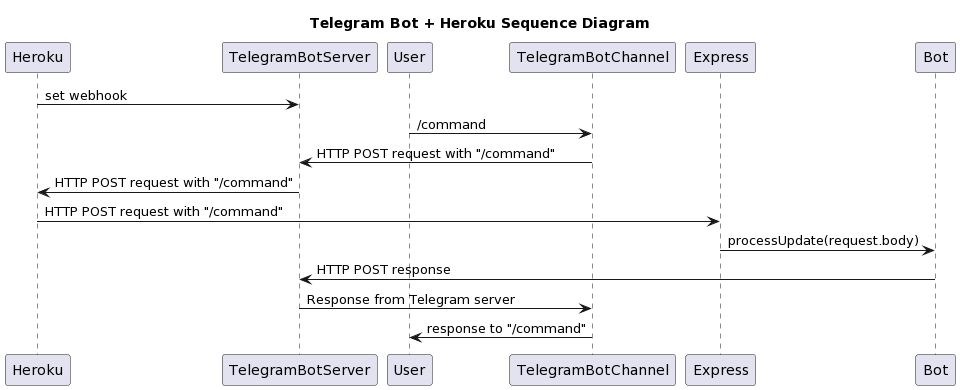 Telegram Bot + Heroku Sequence Diagram
Heroku
TelegramBotServer
User
TelegramBotChannel
Express
Bot
set webhook
/command
HTTP POST request with "/command"
HTTP POST request with "/command"
HTTP POST request with "/command"
processUpdate(request.body)
HTTP POST response
Response from Telegram server
response to "/command"
Heroku
TelegramBotServer
User
TelegramBotChannel
Express
Bot